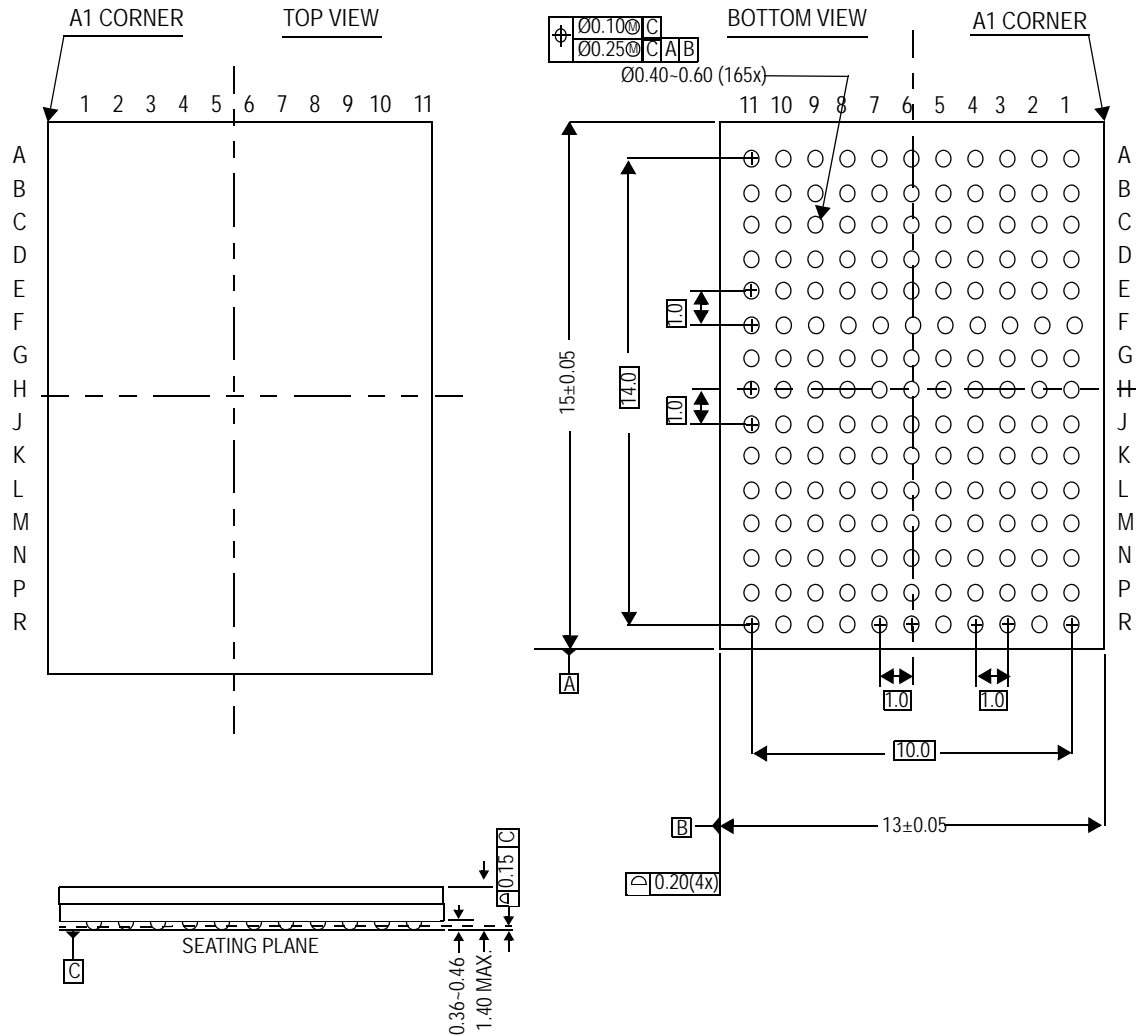 A1 CORNER
TOP VIEW
1 2 3 4 5 6 7 8 9 10 11
A
B
C
D
E
F
G
H
J
K
L
M
N
P
R
Ø0.10Ⓜ C
Ø0.25Ⓜ C A B
Ø0.40~0.60 (165x)
BOTTOM VIEW
A1 CORNER
11 10 9 8 7 6 5 4 3 2 1
A
B
C
D
E
F
G
H
J
K
L
M
N
P
R
1.0
1.0
14.0
15±0.05
A
1.0
1.0
10.0
B
13±0.05
0.20(4x)
0.15 C
SEATING PLANE
C
0.36~0.46
1.40 MAX.